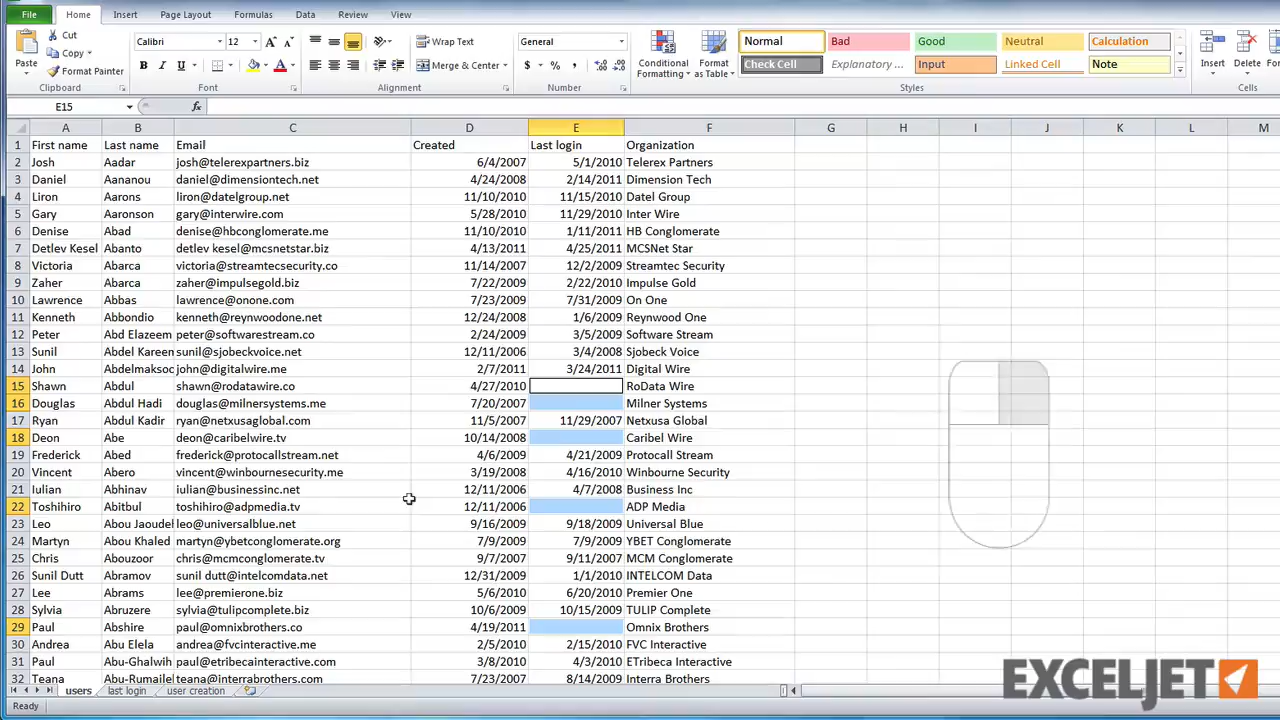 File Home Insert Page Layout Formulas Data Review View
Paste Cut Copy Format Painter Clipboard
Calibri 12 A A B I U A Font
Wrap Text Merge & Center Alignment
General $ % , Number
Conditional Formatting Format as Table
Normal Bad Good Neutral Calculation
Check Cell Explanatory ... Input Linked Cell Note
Styles
Insert Delete Cells
E15 fx
A B C D E F G H I J K L M
1 First name Last name Email Created Last login Organization
2 Josh Aadar josh@telerexpartners.biz 6/4/2007 5/1/2010 Telerex Partners
3 Daniel Aananou daniel@dimensiontech.net 4/24/2008 2/14/2011 Dimension Tech
4 Liron Aarons liron@datelgroup.net 11/10/2010 11/15/2010 Datel Group
5 Gary Aaronson gary@interwire.com 5/28/2010 11/29/2010 Inter Wire
6 Denise Abad denise@hbconglomerate.me 11/10/2010 1/11/2011 HB Conglomerate
7 Detlev Kesel Abanto detlev kesel@mcsnetstar.biz 4/13/2011 4/25/2011 MCSNet Star
8 Victoria Abarca victoria@streamtecsecurity.co 11/14/2007 12/2/2009 Streamtec Security
9 Zaher Abarca zaher@impulsegold.biz 7/22/2009 2/22/2010 Impulse Gold
10 Lawrence Abbas lawrence@onone.com 7/23/2009 7/31/2009 On One
11 Kenneth Abbondio kenneth@reynwoodone.net 12/24/2008 1/6/2009 Reynwood One
12 Peter Abd Elazeem peter@softwarestream.co 2/24/2009 3/5/2009 Software Stream
13 Sunil Abdel Kareen sunil@sjobeckvoice.net 12/11/2006 3/4/2008 Sjobeck Voice
14 John Abdelmaksoc john@digitalwire.me 2/7/2011 3/24/2011 Digital Wire
15 Shawn Abdul shawn@rodatawire.co 4/27/2010 RoData Wire
16 Douglas Abdul Hadi douglas@milnersystems.me 7/20/2007 Milner Systems
17 Ryan Abdul Kadir ryan@netxusaglobal.com 11/5/2007 11/29/2007 Netxusa Global
18 Deon Abe deon@caribelwire.tv 10/14/2008 Caribel Wire
19 Frederick Abed frederick@protocallstream.net 4/6/2009 4/21/2009 Protocall Stream
20 Vincent Abero vincent@winbournesecurity.me 3/19/2008 4/16/2010 Winbourne Security
21 Iulian Abhinav iulian@businessinc.net 12/11/2006 4/7/2008 Business Inc
22 Toshihiro Abitbul toshihiro@adpmedia.tv 12/11/2006 ADP Media
23 Leo Abou Jaoudel leo@universalblue.net 9/16/2009 9/18/2009 Universal Blue
24 Martyn Abou Khaled martyn@ybetconglomerate.org 7/9/2009 7/9/2009 YBET Conglomerate
25 Chris Abouzoor chris@mcmconglomerate.tv 9/7/2007 9/11/2007 MCM Conglomerate
26 Sunil Dutt Abramov sunil dutt@intelcomdata.net 12/31/2009 1/1/2010 INTELCOM Data
27 Lee Abrams lee@premierone.biz 5/6/2010 6/20/2010 Premier One
28 Sylvia Abruzere sylvia@tulipcomplete.biz 10/6/2009 10/15/2009 TULIP Complete
29 Paul Abshire paul@omnixbrothers.co 4/19/2011 Omnix Brothers
30 Andrea Abu Elela andrea@fvcinteractive.me 2/5/2010 2/15/2010 FVC Interactive
31 Paul Abu-Ghalwih paul@etribecainteractive.com 3/8/2010 4/3/2010 ETribeca Interactive
32 Teana Abu-Rumailel teana@interrabrothers.com 7/23/2007 8/14/2009 Interra Brothers
users last login user creation
Ready
EXCELJET